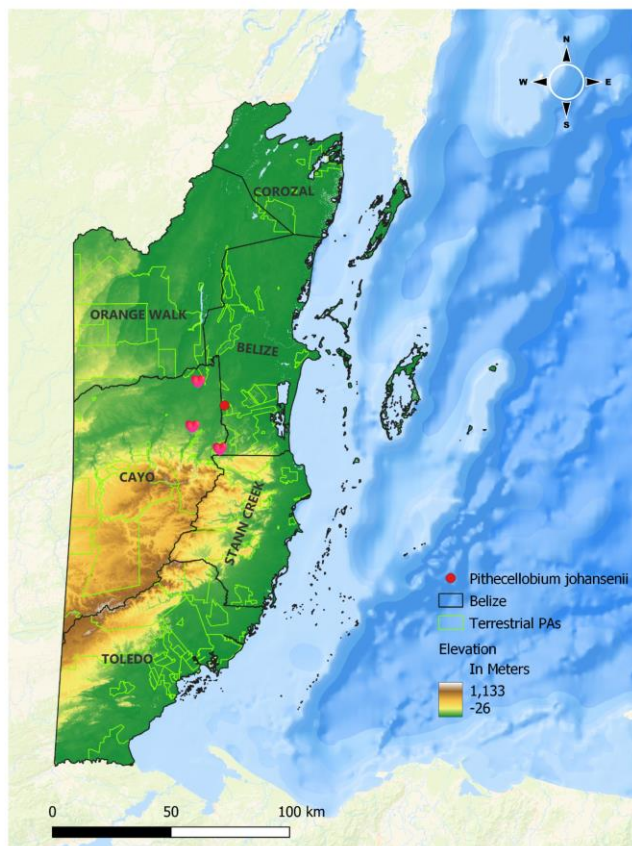 N
W E
S
COROZAL
ORANGE WALK
BELIZE
CAYO
STANN CREEK
Pithecellobium johansenii
Belize
Terrestrial PAs
Elevation
In Meters
1,133
-26
TOLEDO
0 50 100 km